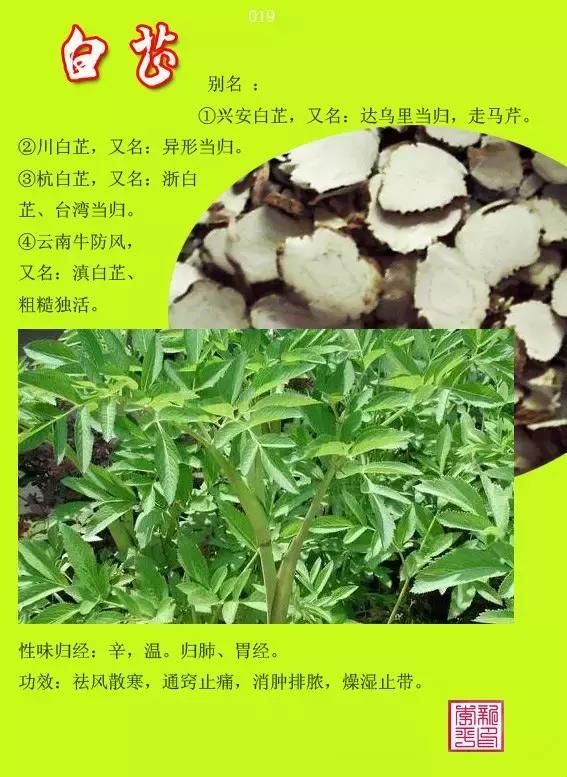 019
白芷
别名 ：
①兴安白芷，又名：达乌里当归，走马芹。
②川白芷，又名：异形当归。
③杭白芷，又名：浙白
芷、台湾当归。
④云南牛防风，
又名：滇白芷、
粗糙独活。
性味归经：辛，温。归肺、胃经。
功效：祛风散寒，通窍止痛，消肿排脓，燥湿止带。